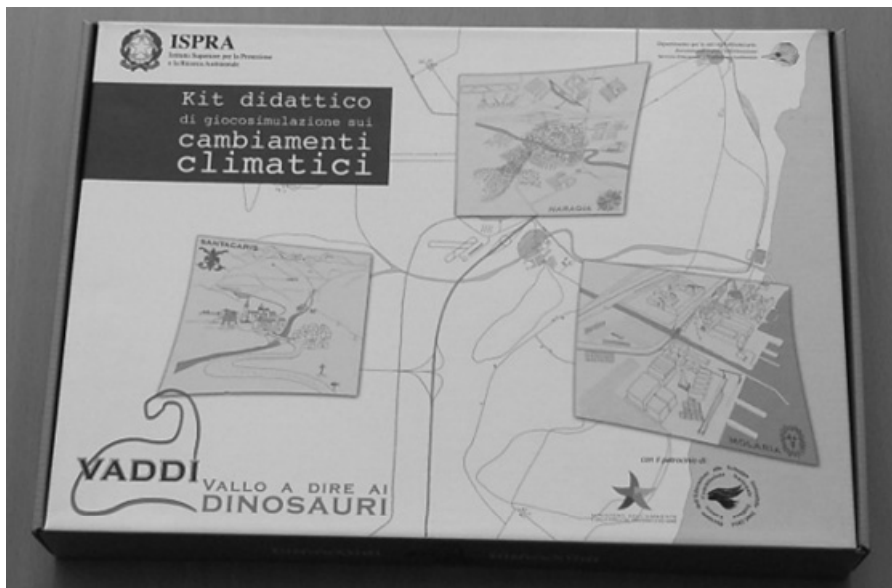 ISPRA
Istituto Superiore per la Protezione
e la Ricerca Ambientale
Kit didattico
di giocosimulazione sui
cambiamenti
climatici
MARAGIA
SANTACARIS
MOLARIA
con il patrocinio di:
VADDI
VALLO A DIRE AI
DINOSAURI